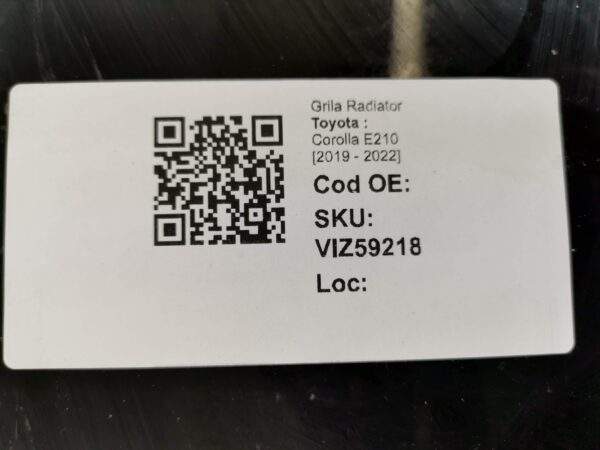 Grila Radiator
Toyota :
Corolla E210
[2019 - 2022]
Cod OE:
SKU:
VIZ59218
Loc: